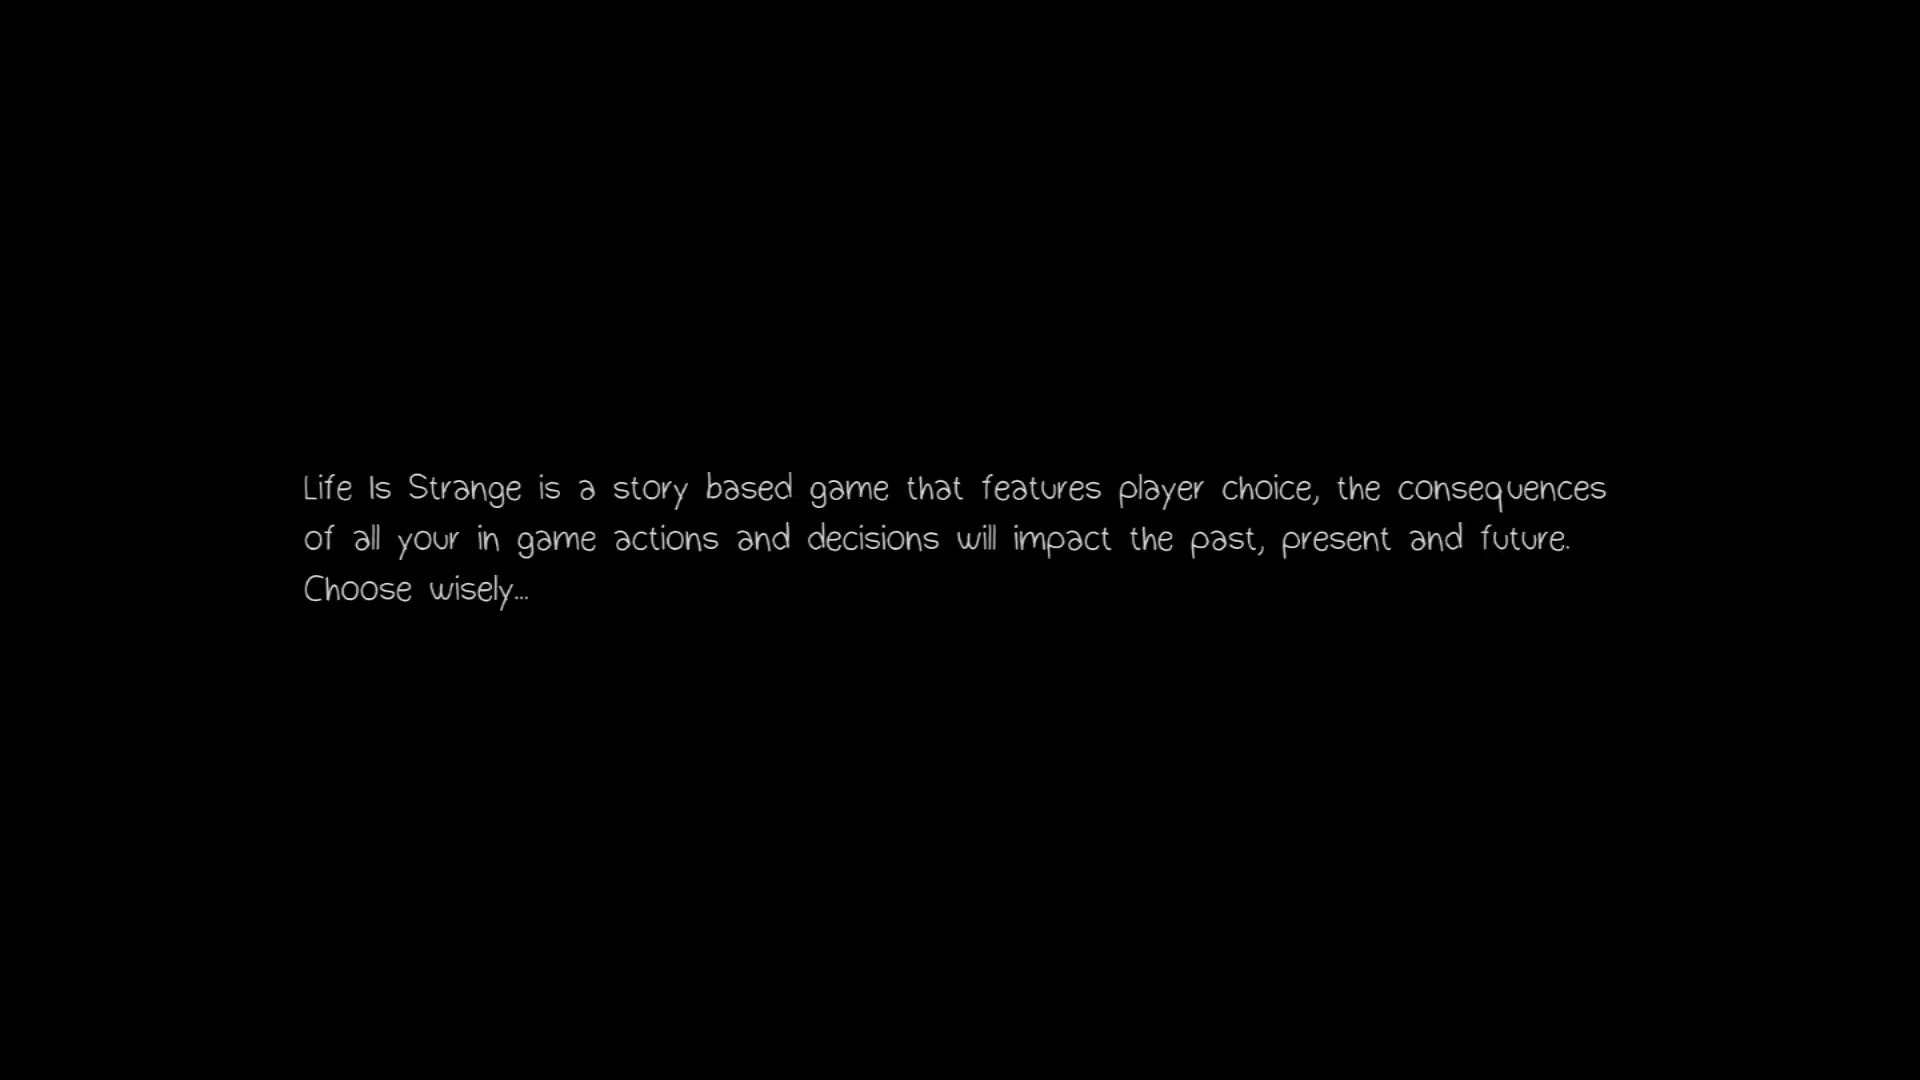 Life Is Strange is a story based game that features player choice, the consequences
of all your in game actions and decisions will impact the past, present and future.
Choose wisely...